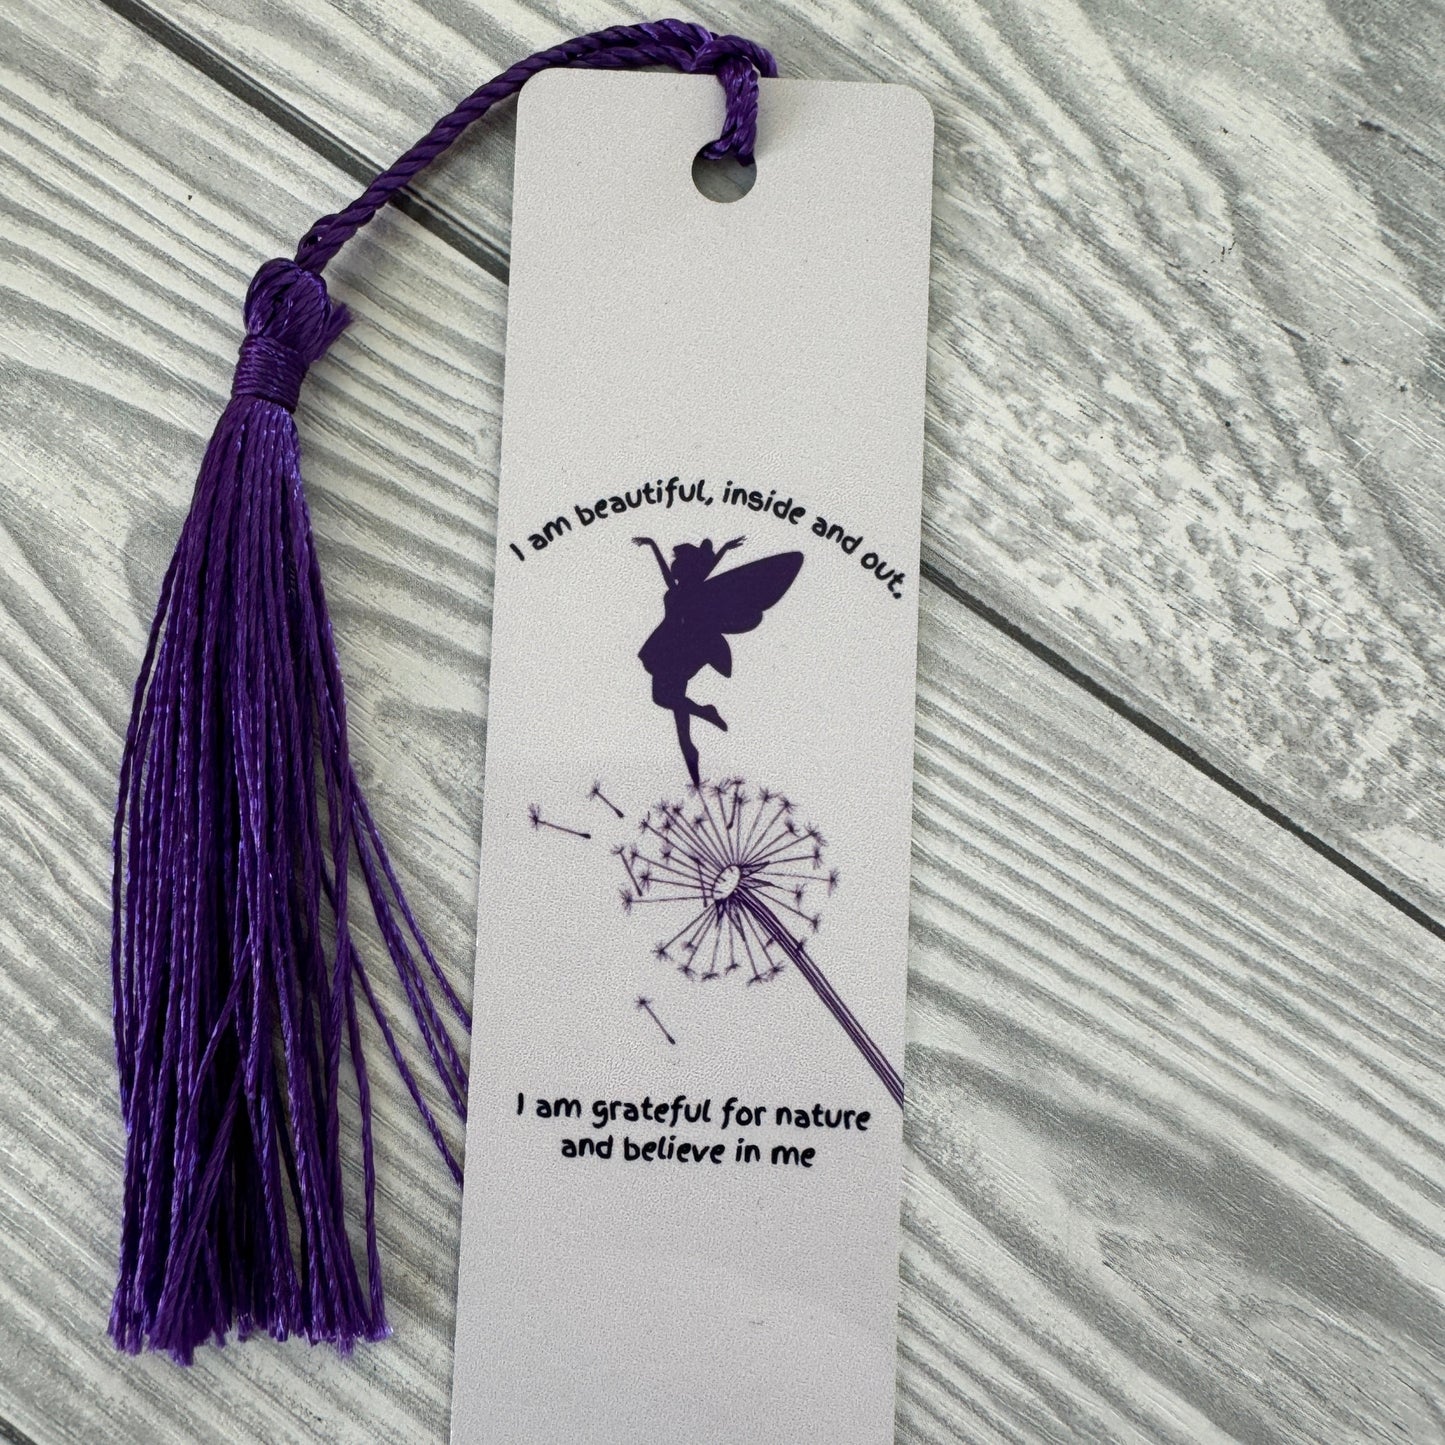 I am beautiful, inside and out.
I am grateful for nature
and believe in me